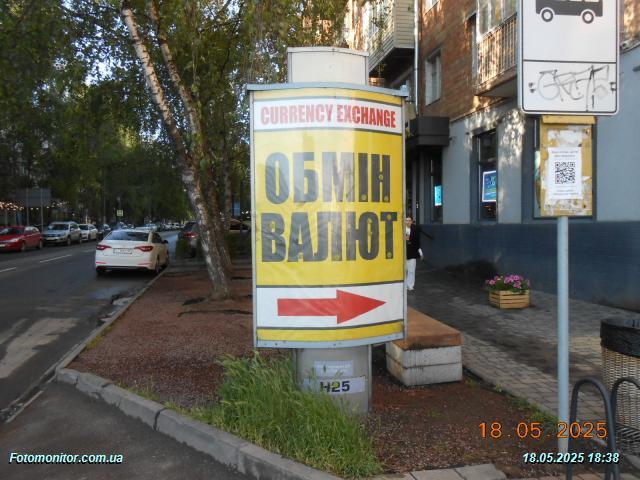 CURRENCY EXCHANGE
ОБМІН
ВАЛЮТ
H25
18.05.2025
Fotomonitor.com.ua
18.05.2025 18:38